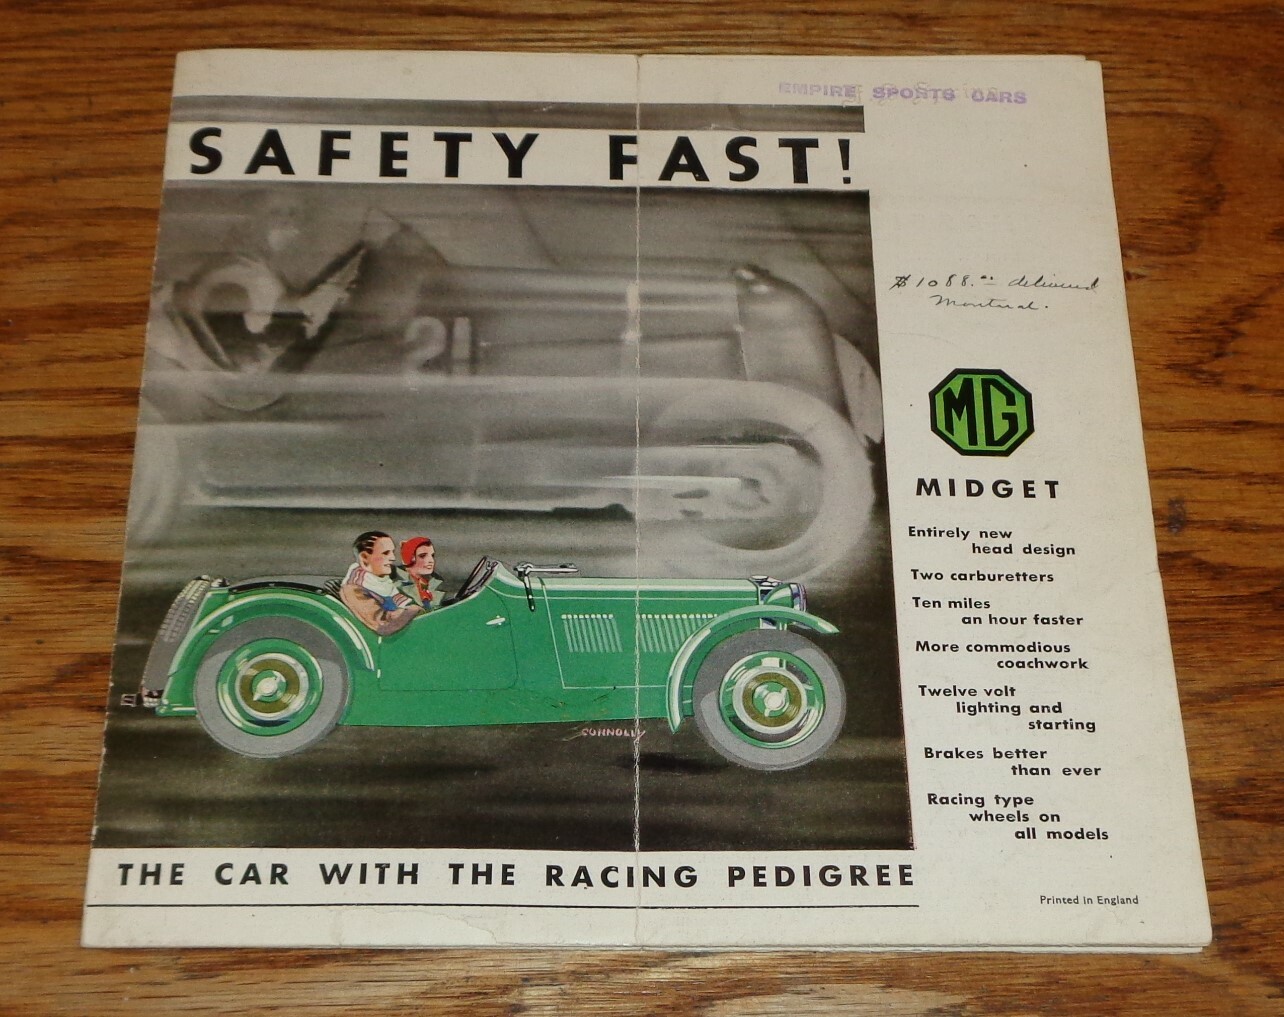 EMPIRE SPORTS CARS
SAFETY FAST!
$1088.00 delivered
Montreal.
21
MG
MIDGET
Entirely new
head design
Two carburetters
Ten miles
an hour faster
More commodious
coachwork
Twelve volt
lighting and
starting
Brakes better
than ever
Racing type
wheels on
all models
CONNOLLY
THE CAR WITH THE RACING PEDIGREE
Printed in England